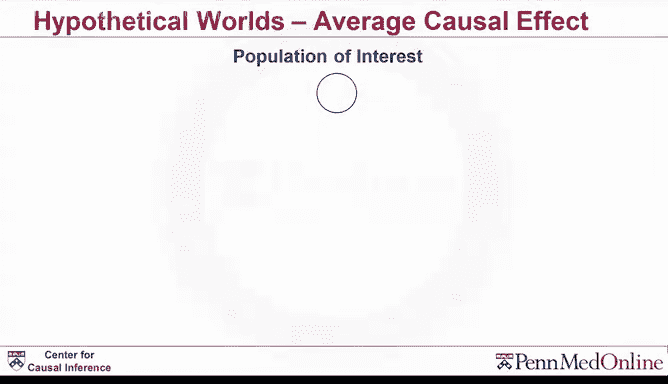 Hypothetical Worlds – Average Causal Effect
Population of Interest
Center for
Causal Inference
PennMedOnline